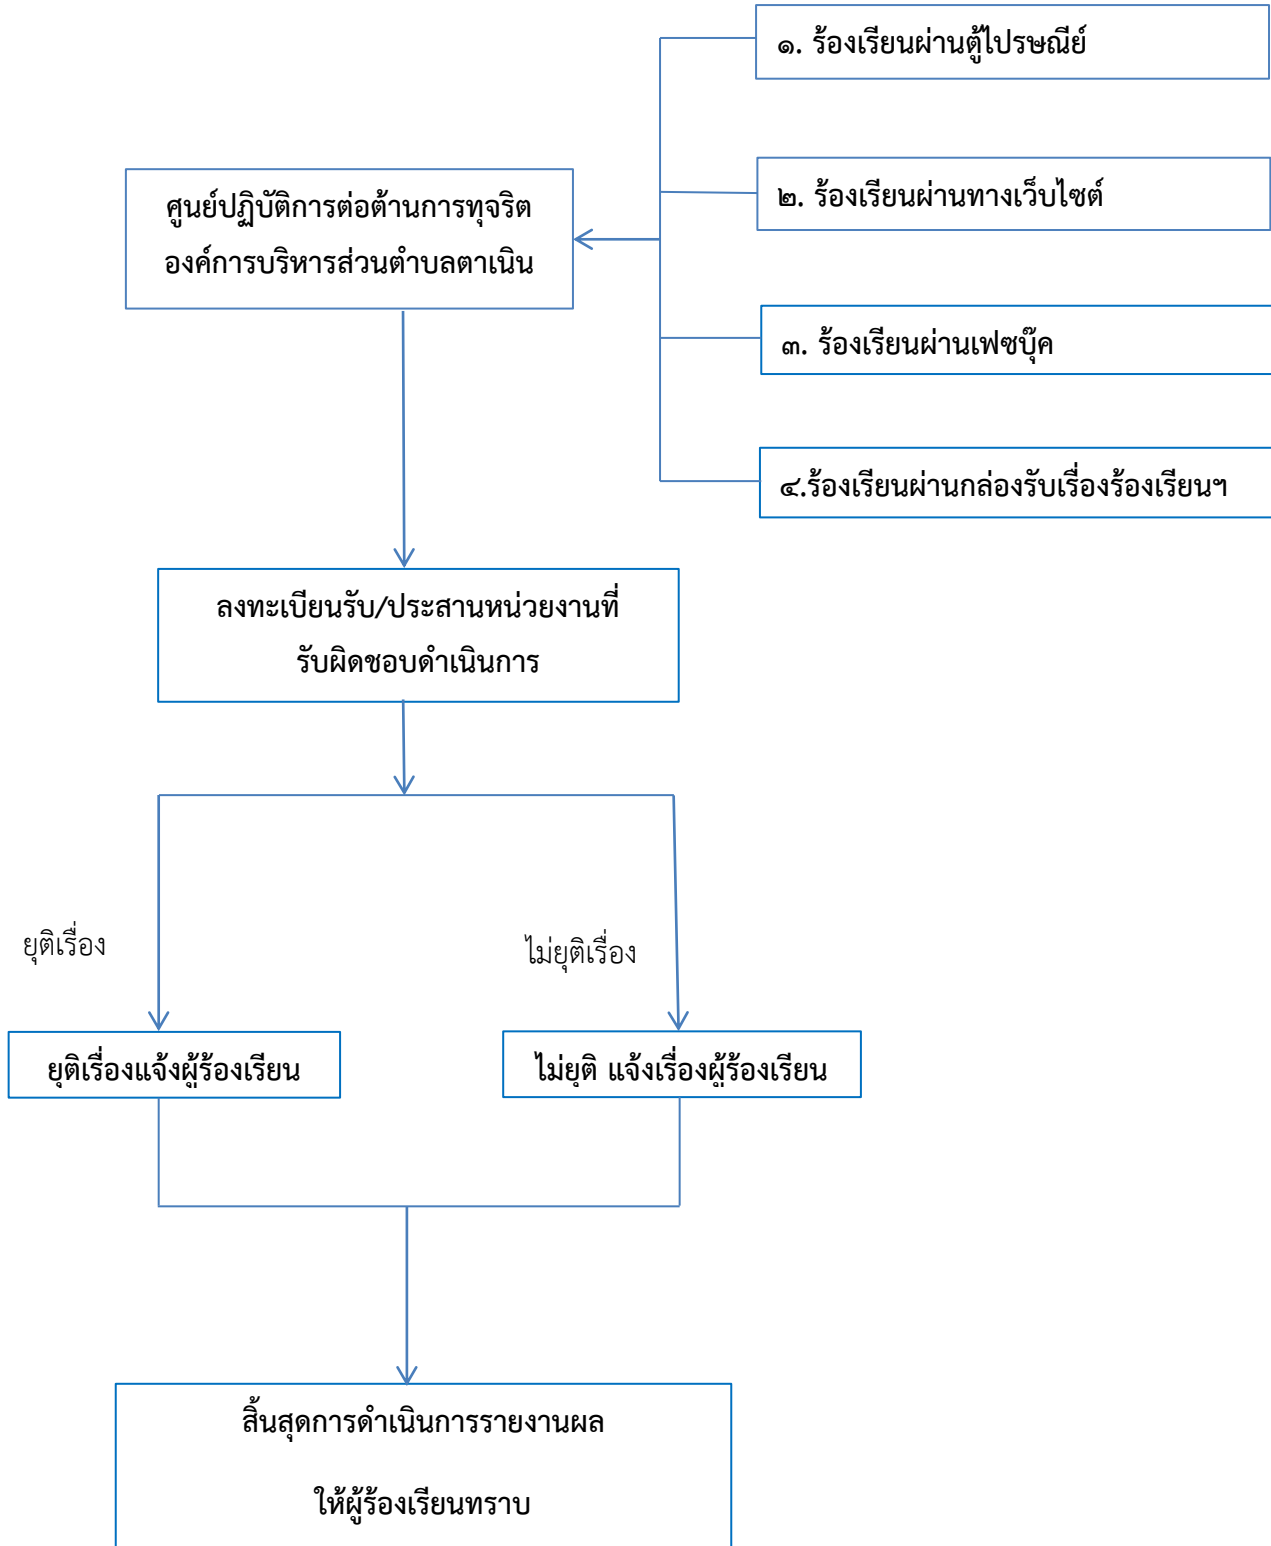 ๑. ร้องเรียนผ่านตู้ไปรษณีย์
๒. ร้องเรียนผ่านทางเว็บไซต์
ศูนย์ปฏิบัติการต่อต้านการทุจริต
องค์การบริหารส่วนตำบลตาเนิน
๓. ร้องเรียนผ่านเฟซบุ๊ค
๔.ร้องเรียนผ่านกล่องรับเรื่องร้องเรียนฯ
ลงทะเบียนรับ/ประสานหน่วยงานที่
รับผิดชอบดำเนินการ
ยุติเรื่อง
ไม่ยุติเรื่อง
ยุติเรื่องแจ้งผู้ร้องเรียน
ไม่ยุติ แจ้งเรื่องผู้ร้องเรียน
สิ้นสุดการดำเนินการรายงานผล
ให้ผู้ร้องเรียนทราบ